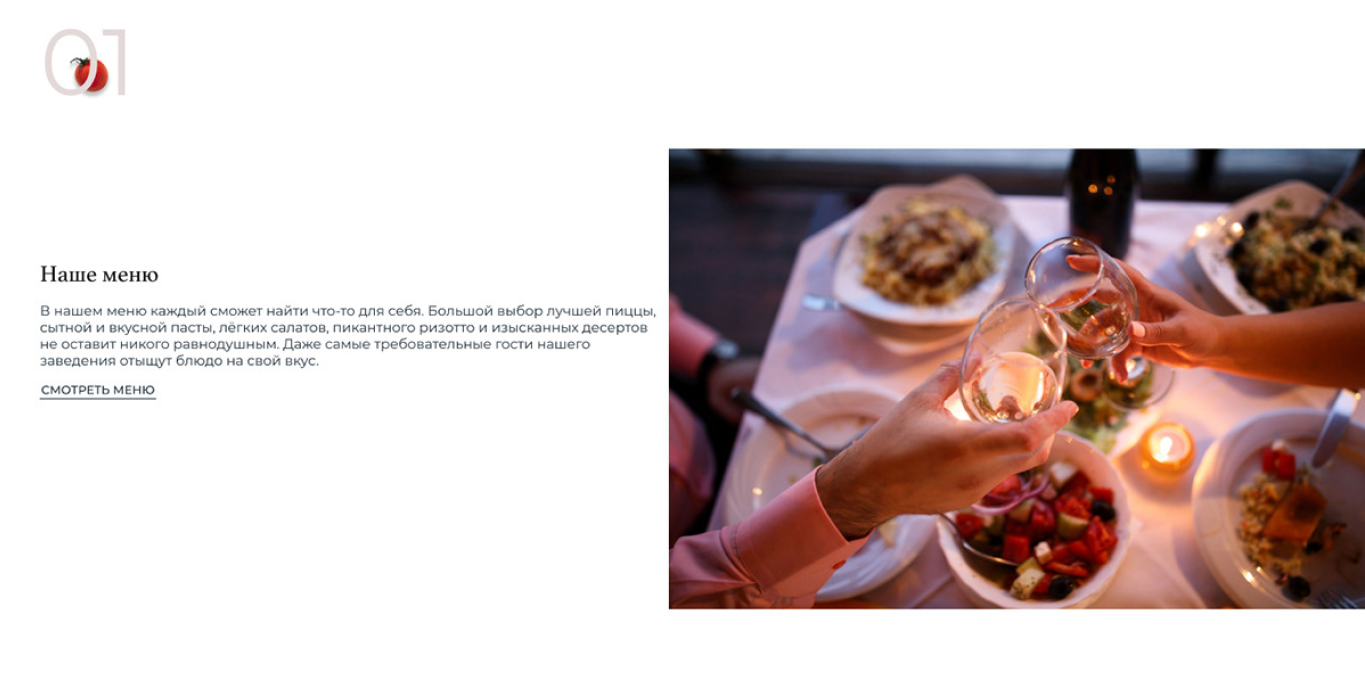 01
Наше меню
В нашем меню каждый сможет найти что-то для себя. Большой выбор лучшей пиццы,
сытной и вкусной пасты, лёгких салатов, пикантного ризотто и изысканных десертов
не оставит никого равнодушным. Даже самые требовательные гости нашего
заведения отыщут блюдо на свой вкус.
СМОТРЕТЬ МЕНЮ